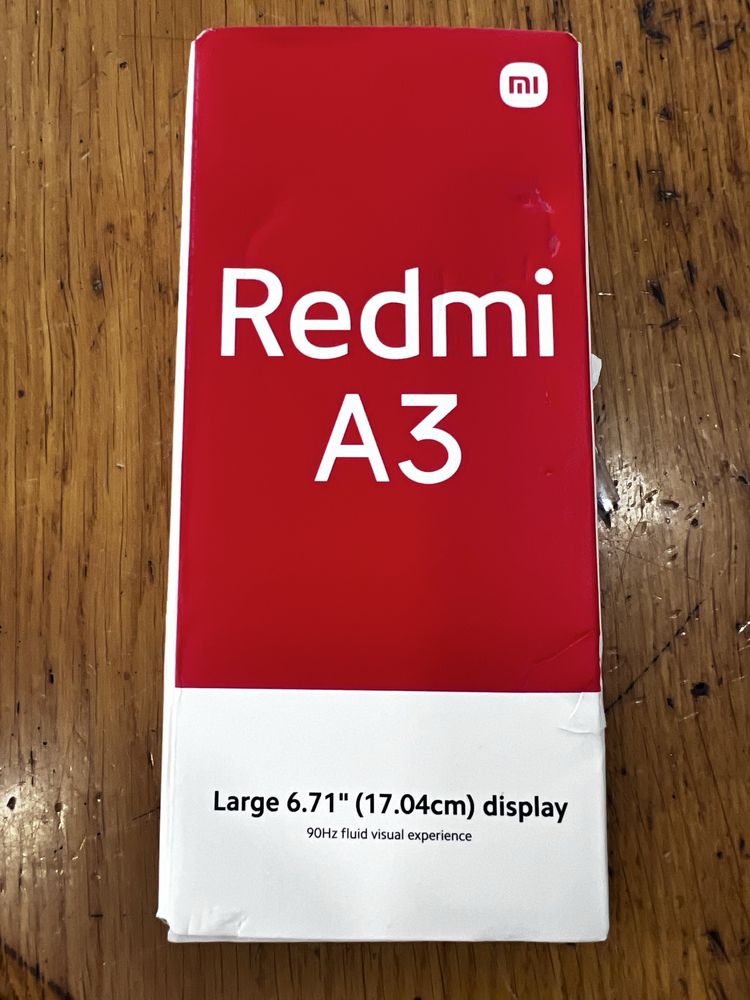 mi
Redmi
A3
Large 6.71" (17.04cm) display
90Hz fluid visual experience